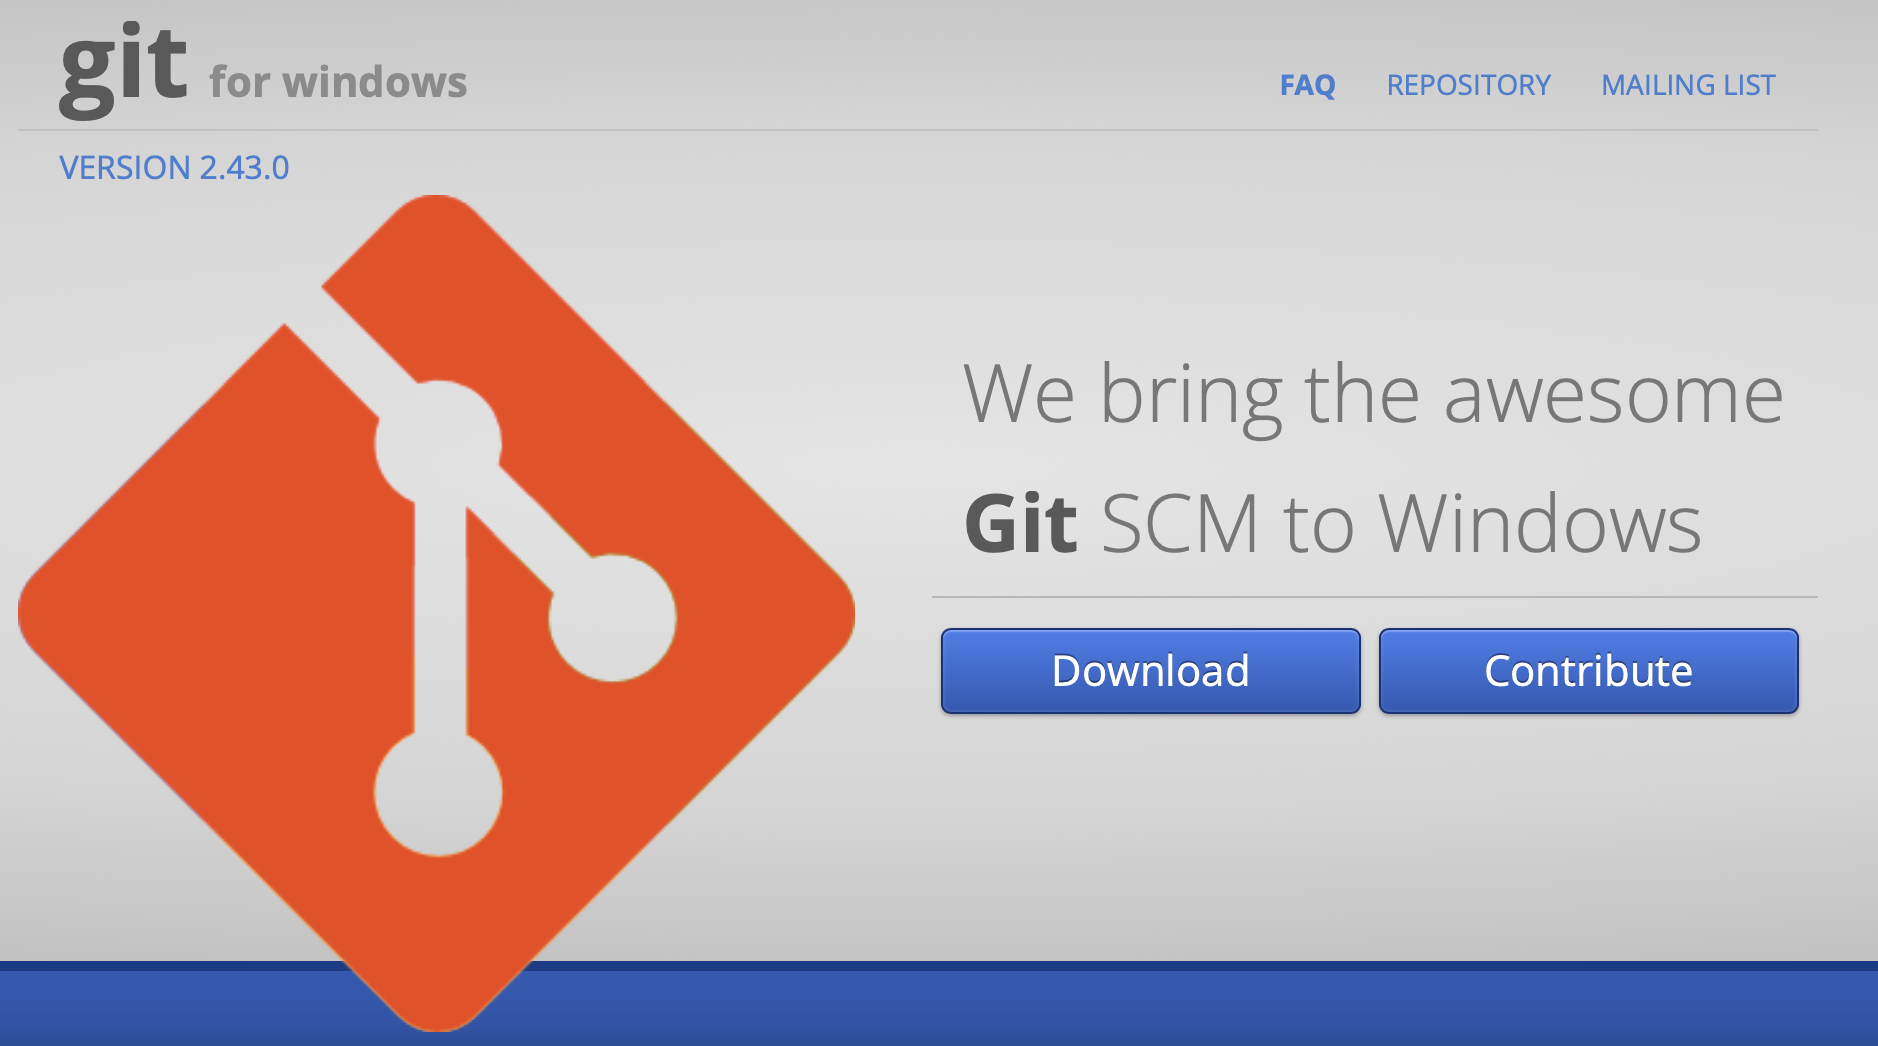 git for windows
FAQ REPOSITORY MAILING LIST
VERSION 2.43.0
We bring the awesome
Git SCM to Windows
Download Contribute